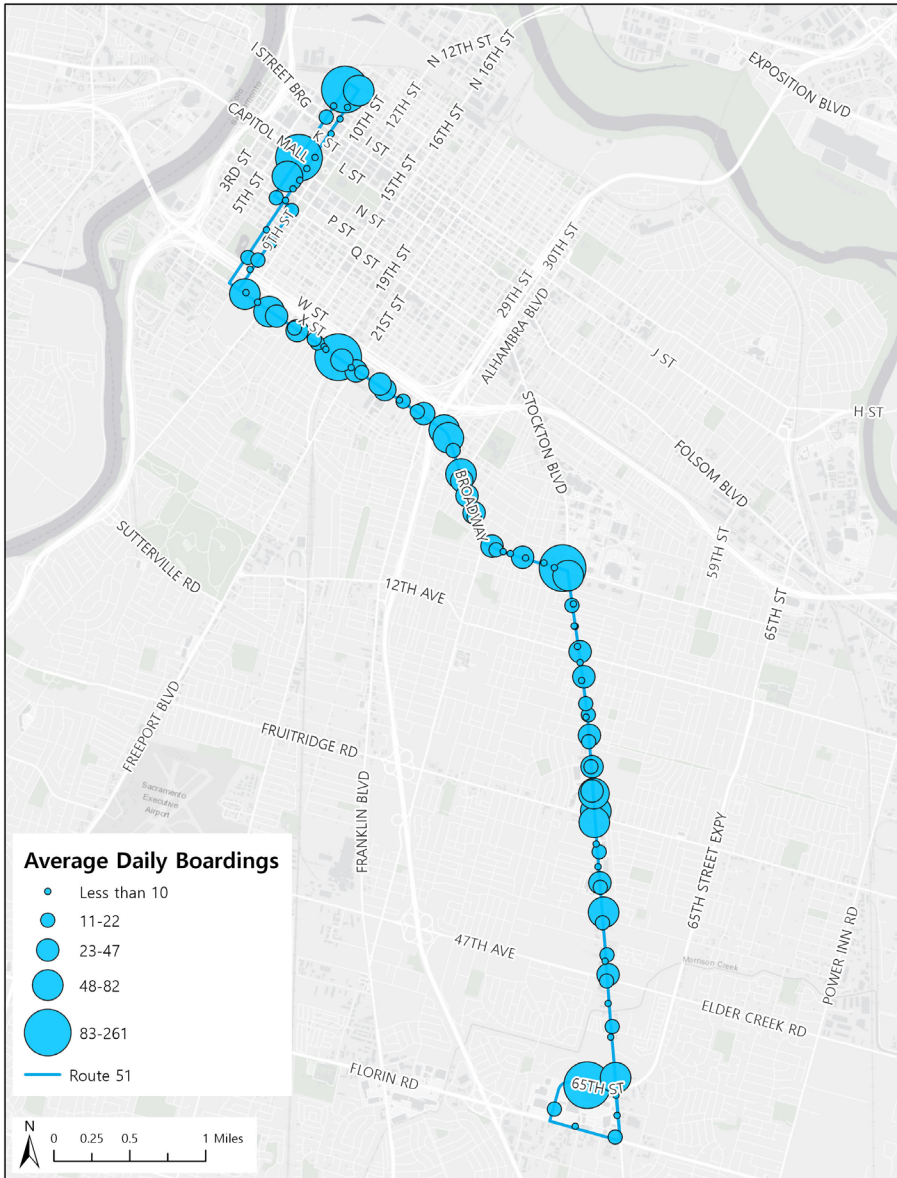 N 12TH ST
N 16TH ST
EXPOSITION BLVD
I STREET BRG
10TH ST
12TH ST
16TH ST
CAPITOL MALL
K ST
I ST
L ST
15TH ST
3RD ST
5TH ST
N ST
P ST
Q ST
9TH ST
19TH ST
30TH ST
29TH ST
W ST
X ST
21ST ST
ALHAMBRA BLVD
J ST
H ST
STOCKTON BLVD
FOLSOM BLVD
BROADWAY
SUTTERVILLE RD
59TH ST
12TH AVE
65TH ST
FREEPORT BLVD
FRUITRIDGE RD
Sacramento
Executive
Airport
FRANKLIN BLVD
65TH STREET EXPY
47TH AVE
Morrison Creek
POWER INN RD
ELDER CREEK RD
FLORIN RD
65TH ST
Average Daily Boardings
Less than 10
11-22
23-47
48-82
83-261
Route 51
N
0 0.25 0.5 1 Miles